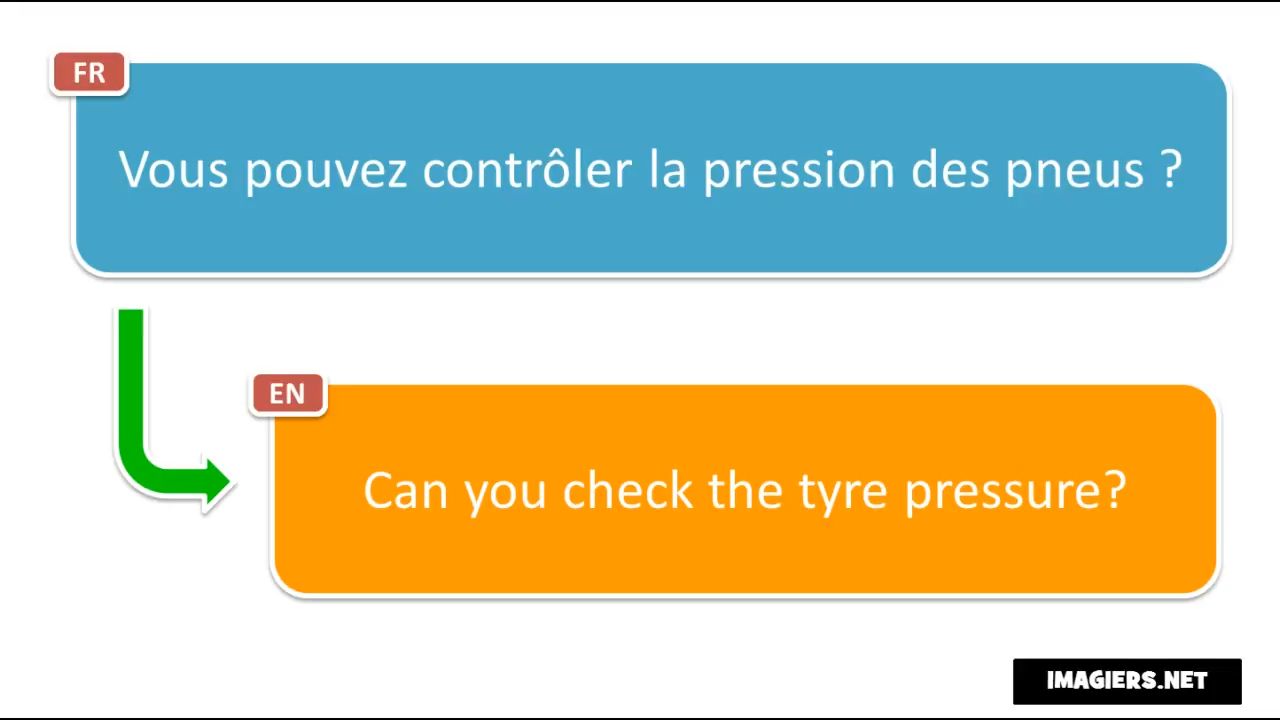 FR
Vous pouvez contrôler la pression des pneus ?
EN
Can you check the tyre pressure?
IMAGIERS.NET